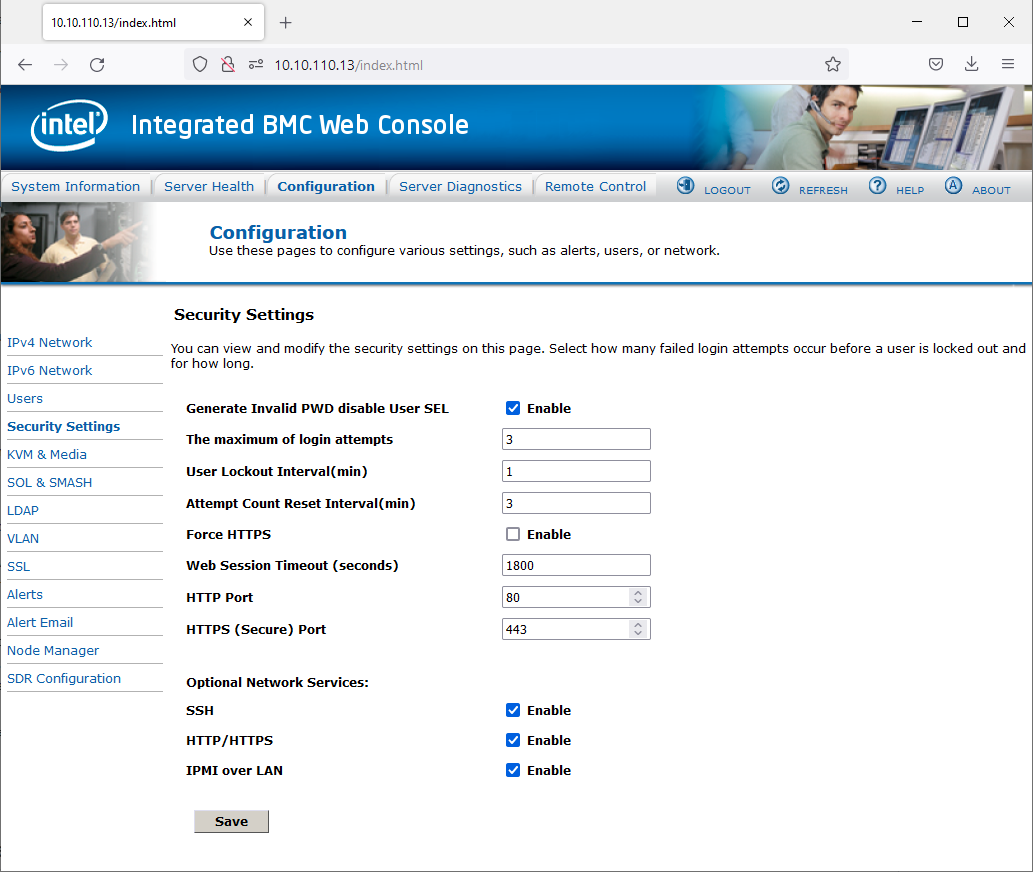 10.10.110.13/index.html
10.10.110.13/index.html
intel Integrated BMC Web Console
System Information Server Health Configuration Server Diagnostics Remote Control LOGOUT REFRESH HELP ABOUT
Configuration
Use these pages to configure various settings, such as alerts, users, or network.
IPv4 Network
IPv6 Network
Users
Security Settings
KVM & Media
SOL & SMASH
LDAP
VLAN
SSL
Alerts
Alert Email
Node Manager
SDR Configuration
Security Settings
You can view and modify the security settings on this page. Select how many failed login attempts occur before a user is locked out and
for how long.
Generate Invalid PWD disable User SEL Enable
The maximum of login attempts 3
User Lockout Interval(min) 1
Attempt Count Reset Interval(min) 3
Force HTTPS Enable
Web Session Timeout (seconds) 1800
HTTP Port 80
HTTPS (Secure) Port 443
Optional Network Services:
SSH Enable
HTTP/HTTPS Enable
IPMI over LAN Enable
Save